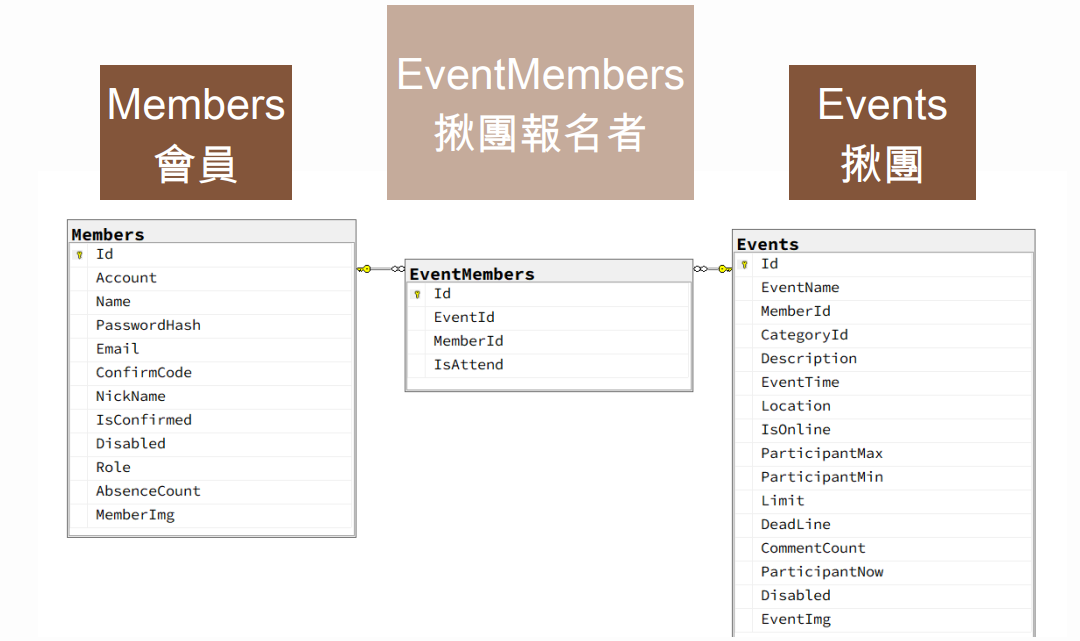 Members
會員
EventMembers
揪團報名者
Events
揪團
Members
Id
Account
Name
PasswordHash
Email
ConfirmCode
NickName
IsConfirmed
Disabled
Role
AbsenceCount
MemberImg
EventMembers
Id
EventId
MemberId
IsAttend
Events
Id
EventName
MemberId
CategoryId
Description
EventTime
Location
IsOnline
ParticipantMax
ParticipantMin
Limit
DeadLine
CommentCount
ParticipantNow
Disabled
EventImg